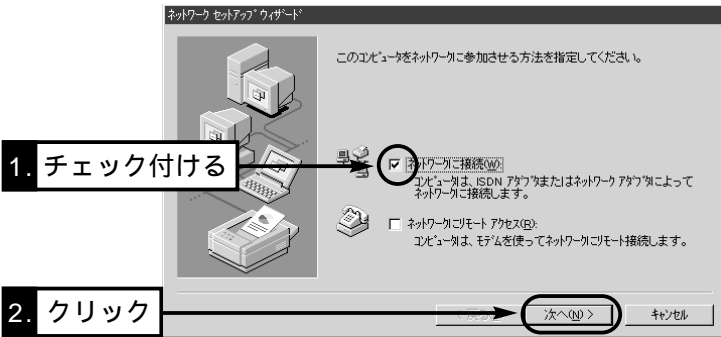 ネットワーク セットアップ ウィザード
このコンピュータをネットワークに参加させる方法を指定してください。
1. チェック付ける
ネットワークに接続(W):
コンピュータは、ISDN アダプタまたはネットワーク アダプタによって
ネットワークに接続します。
ネットワークにリモート アクセス(R):
コンピュータは、モデムを使ってネットワークにリモート接続します。
2. クリック
次へ(N) >
キャンセル